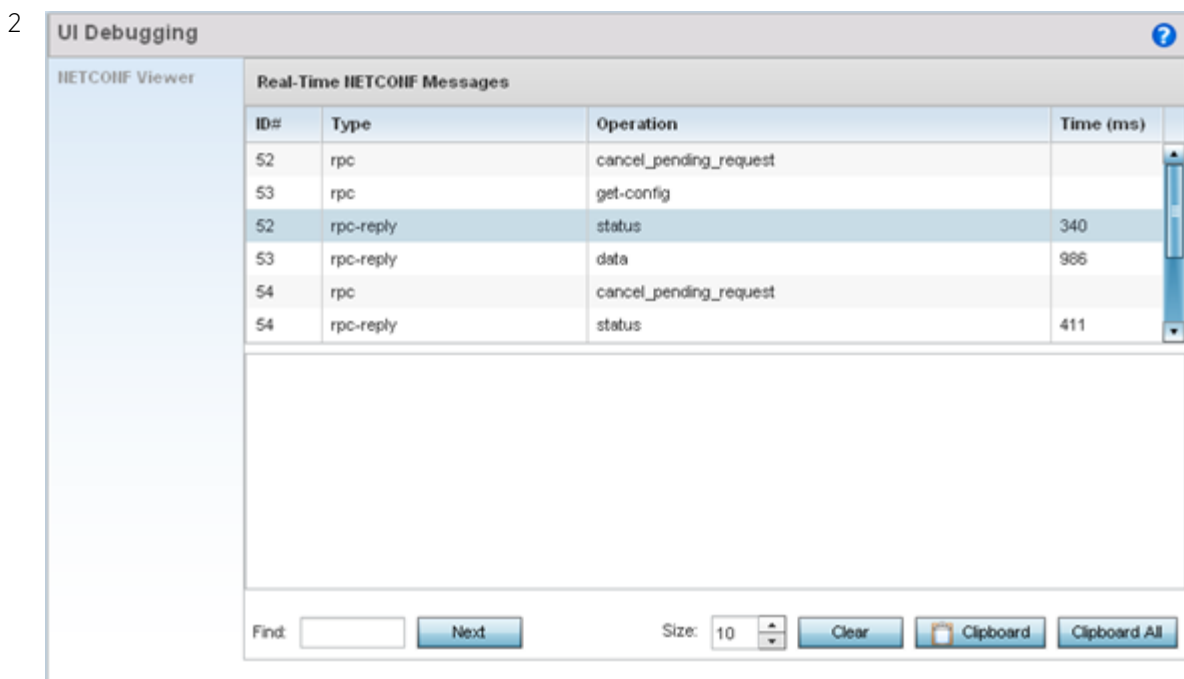 2
UI Debugging
?
NETCONF Viewer
Real-Time NETCONF Messages
ID# Type Operation Time (ms)
52 rpc cancel_pending_request
53 rpc get-config
52 rpc-reply status 340
53 rpc-reply data 986
54 rpc cancel_pending_request
54 rpc-reply status 411
Find: Next Size: 10 Clear Clipboard Clipboard All